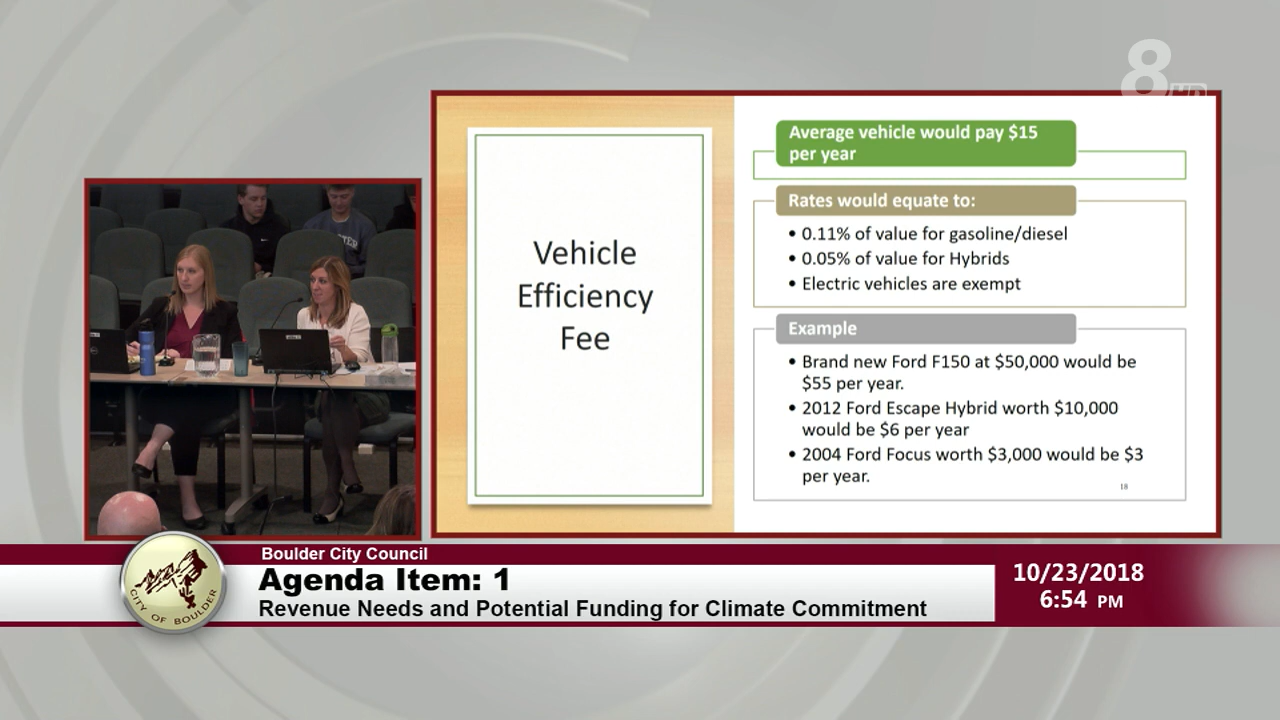 8
HD
Average vehicle would pay $15
per year
Rates would equate to:
• 0.11% of value for gasoline/diesel
• 0.05% of value for Hybrids
• Electric vehicles are exempt
Vehicle
Efficiency
Fee
Example
• Brand new Ford F150 at $50,000 would be
$55 per year.
• 2012 Ford Escape Hybrid worth $10,000
would be $6 per year
• 2004 Ford Focus worth $3,000 would be $3
per year.
18
Boulder City Council
Agenda Item: 1
Revenue Needs and Potential Funding for Climate Commitment
10/23/2018
6:54 PM
CITY OF BOULDER